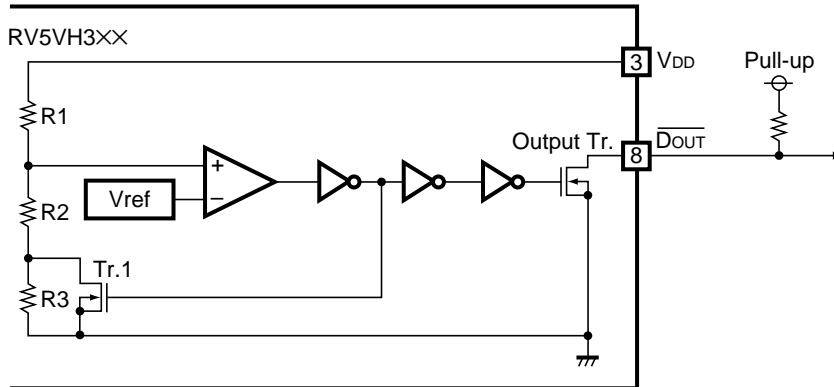 RV5VH3××
3 VDD
Pull-up
R1
Output Tr.
8 DOUT
+
Vref
−
R2
Tr.1
R3